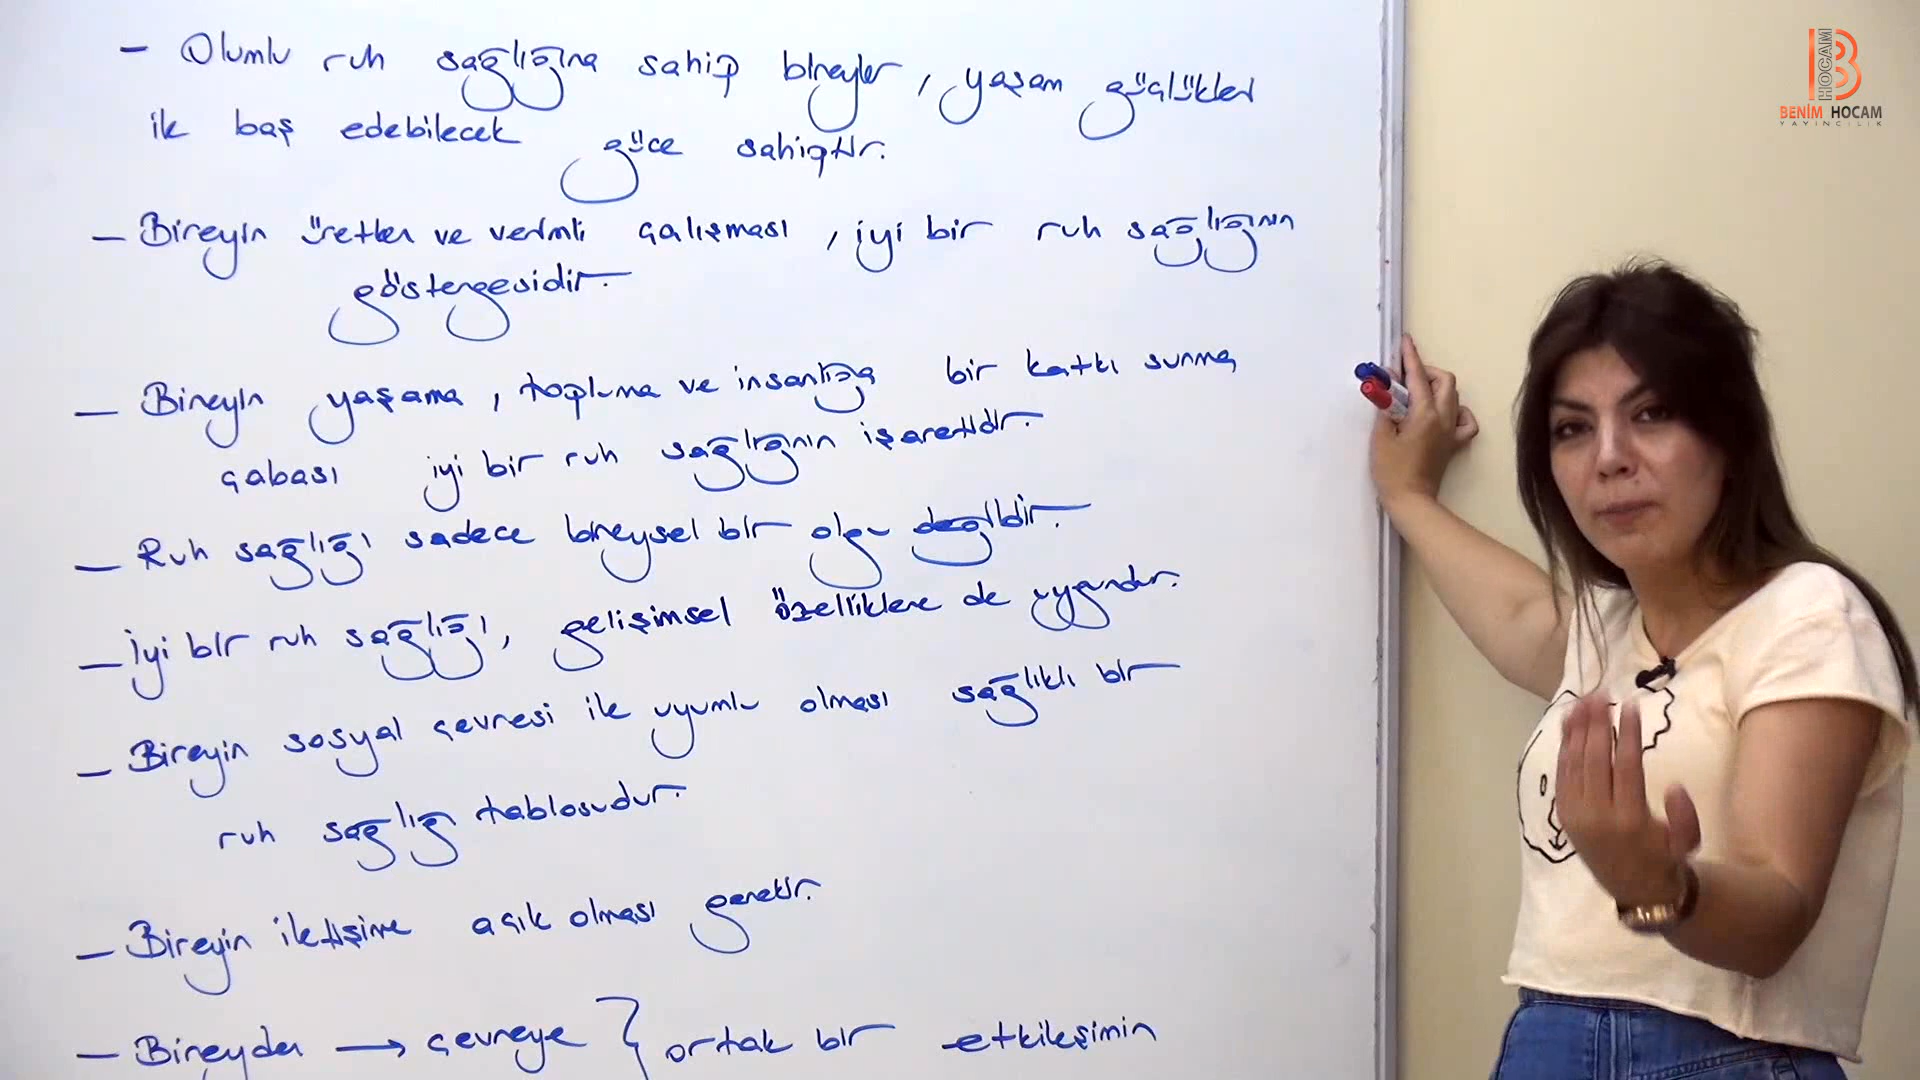 - Olumlu ruh sağlığına sahip bireyler, yaşam güçlükleri
ile baş edebilecek güce sahiptir.
- Bireyin üretken ve verimli çalışması, iyi bir ruh sağlığının
göstergesidir.
- Bireyin yaşama, topluma ve insanlığa bir katkı sunma
çabası iyi bir ruh sağlığının işaretidir.
- Ruh sağlığı sadece bireysel bir olgu değildir.
- İyi bir ruh sağlığı, gelişimsel özelliklere de uygundur.
- Bireyin sosyal çevresi ile uyumlu olması sağlıklı bir
ruh sağlığı tablosudur.
- Bireyin iletişime açık olması gerekir.
- Bireyden → çevreye } ortak bir etkileşimin
HOCAM
BENİM HOCAM
YAYINCILIK